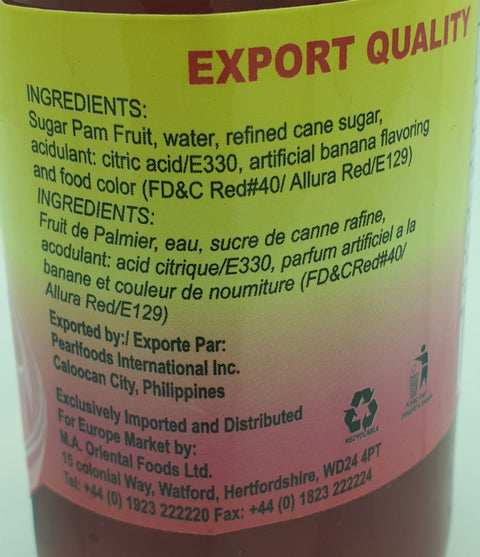 EXPORT QUALITY
INGREDIENTS:
Sugar Pam Fruit, water, refined cane sugar,
acidulant: citric acid/E330, artificial banana flavoring
and food color (FD&C Red#40/ Allura Red/E129)
INGREDIENTS:
Fruit de Palmier, eau, sucre de canne rafine,
acodulant: acid citrique/E330, parfum artificiel a la
banane et couleur de noumiture (FD&CRed#40/
Allura Red/E129)
Exported by:/ Exporte Par:
Pearlfoods International Inc.
Caloocan City, Philippines
Exclusively Imported and Distributed
For Europe Market by:
M.A. Oriental Foods Ltd.
15 colonial Way, Watford, Hertfordshire, WD24 4PT
Tel: +44 (0) 1923 222220 Fax: +44 (0) 1823 222224
RECYCLABLE
Keep our
country clean